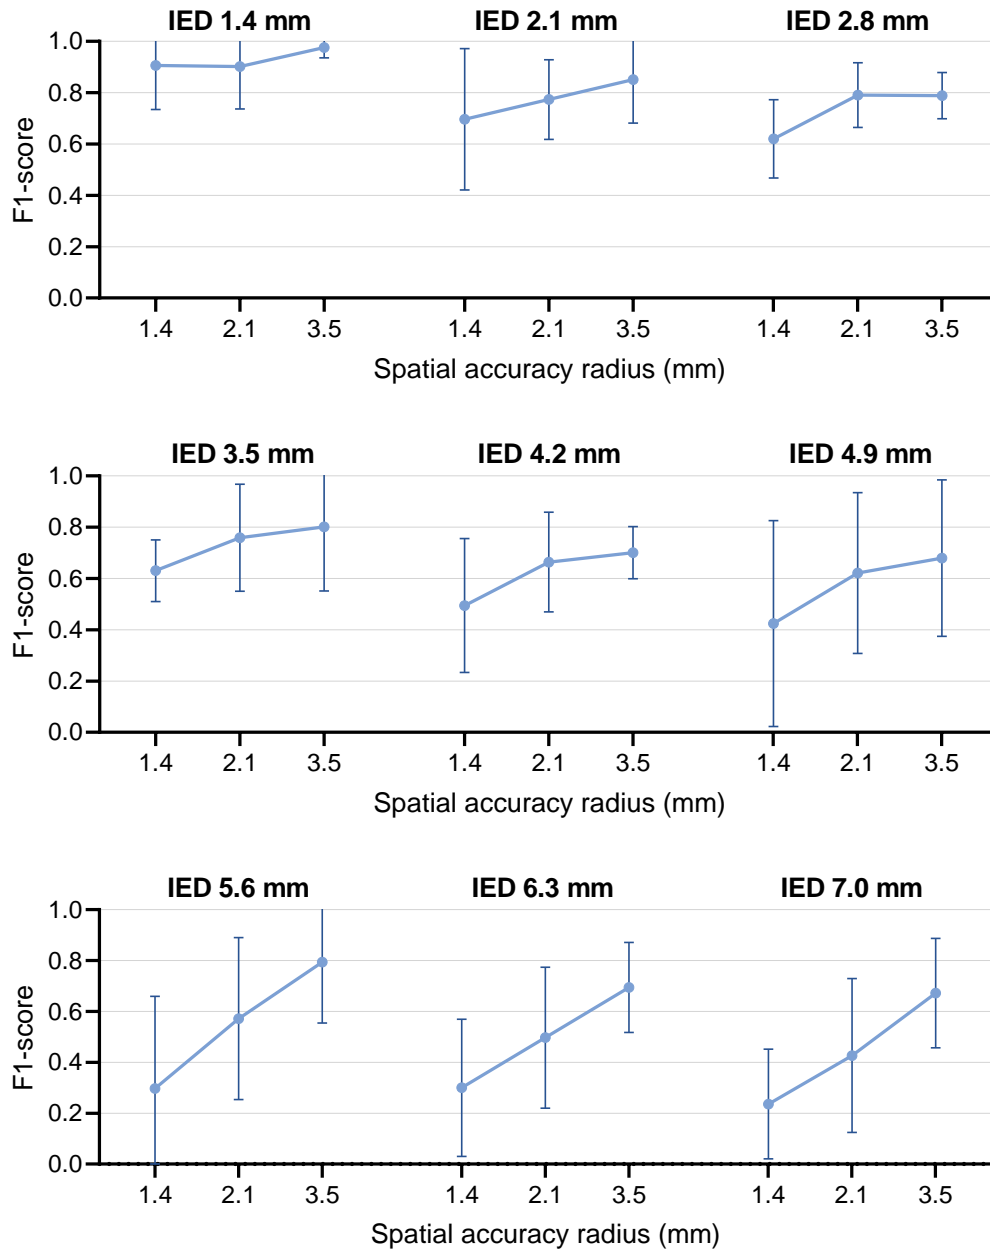 IED 1.4 mm IED 2.1 mm IED 2.8 mm
1.0
0.8
0.6
0.4
0.2
0.0
F1-score
1.4 2.1 3.5 1.4 2.1 3.5 1.4 2.1 3.5
Spatial accuracy radius (mm)
IED 3.5 mm IED 4.2 mm IED 4.9 mm
1.0
0.8
0.6
0.4
0.2
0.0
F1-score
1.4 2.1 3.5 1.4 2.1 3.5 1.4 2.1 3.5
Spatial accuracy radius (mm)
IED 5.6 mm IED 6.3 mm IED 7.0 mm
1.0
0.8
0.6
0.4
0.2
0.0
F1-score
1.4 2.1 3.5 1.4 2.1 3.5 1.4 2.1 3.5
Spatial accuracy radius (mm)